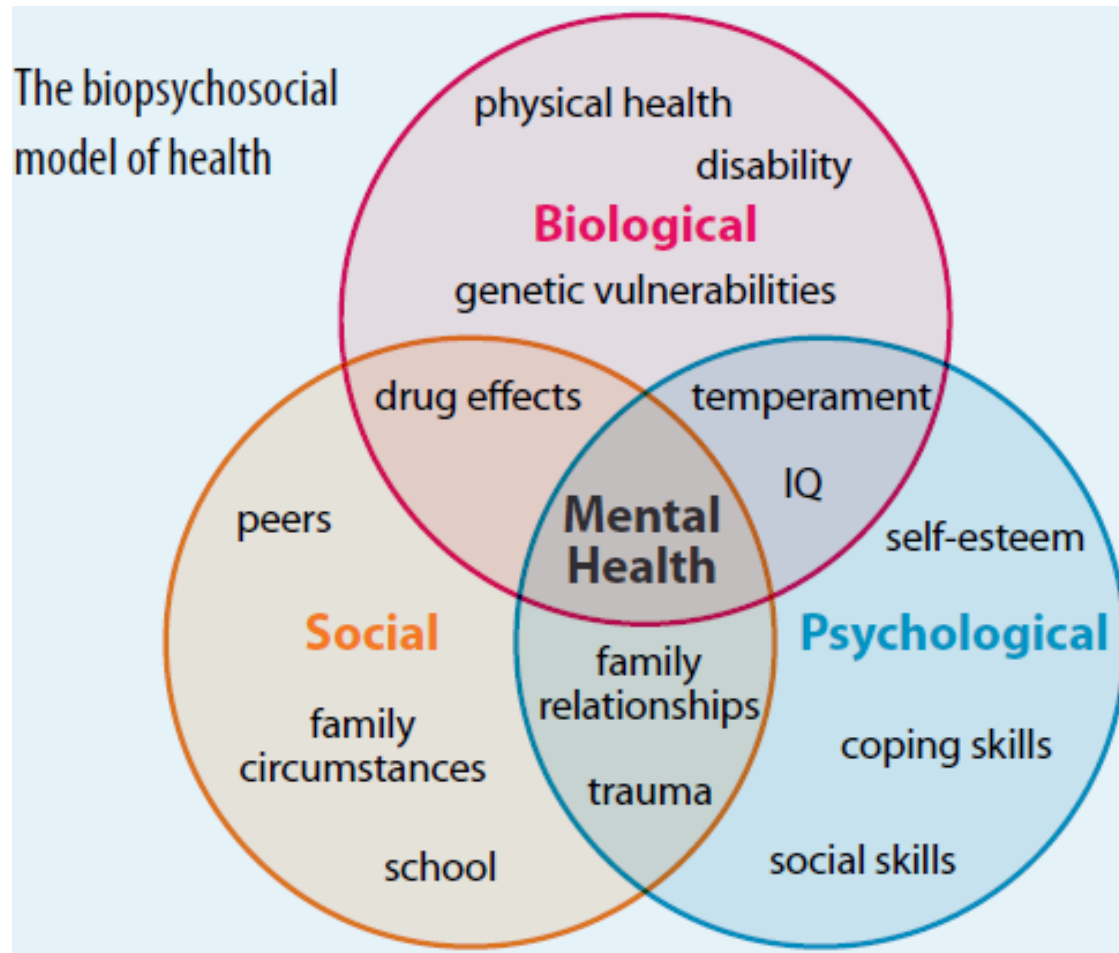 The biopsychosocial
model of health
physical health
disability
Biological
genetic vulnerabilities
drug effects
temperament
IQ
peers
Mental
Health
self-esteem
Social
Psychological
family
relationships
family
circumstances
coping skills
trauma
school
social skills